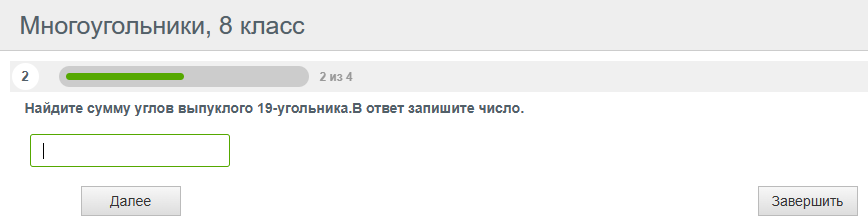 Многоугольники, 8 класс
2
2 из 4
Найдите сумму углов выпуклого 19-угольника.В ответ запишите число.
Далее
Завершить